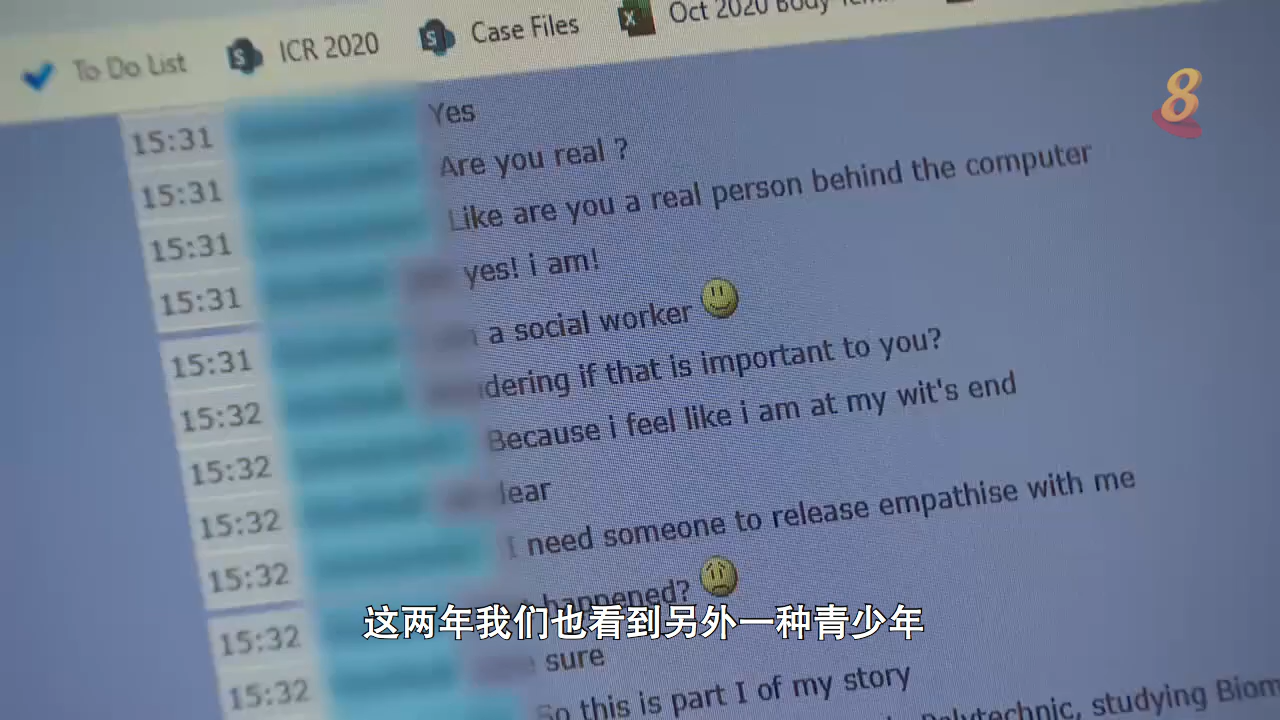 To Do List
ICR 2020
Case Files
Oct 2020 Body
8
15:31 Yes
15:31 Are you real ?
15:31 Like are you a real person behind the computer
15:31 yes! i am!
15:31 a social worker
15:32 if that is important to you?
15:32 Because i feel like i am at my wit's end
15:32
15:32 I need someone to release empathise with me
15:32 happened?
15:32 sure
So this is part I of my story
Polytechnic, studying
这两年我们也看到另外一种青少年